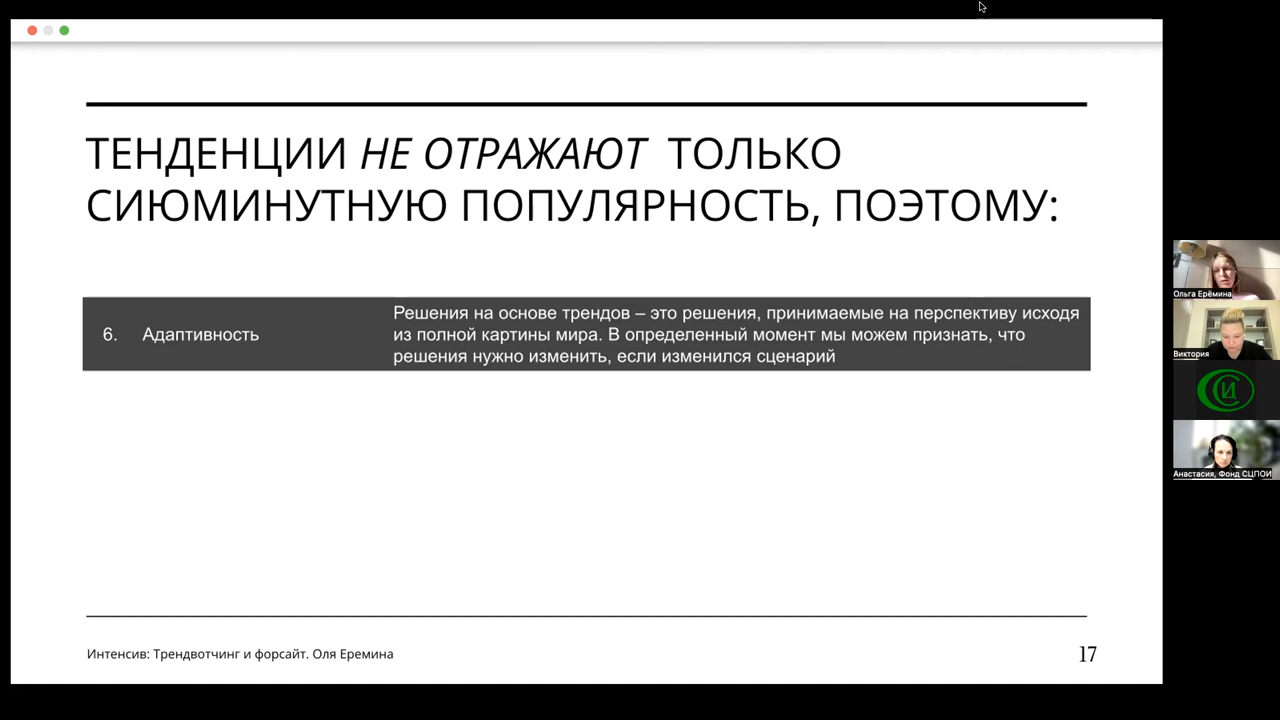 ТЕНДЕНЦИИ НЕ ОТРАЖАЮТ ТОЛЬКО
СИЮМИНУТНУЮ ПОПУЛЯРНОСТЬ, ПОЭТОМУ:
6. Адаптивность
Решения на основе трендов – это решения, принимаемые на перспективу исходя
из полной картины мира. В определенный момент мы можем признать, что
решения нужно изменить, если изменился сценарий
Интенсив: Трендвотчинг и форсайт. Оля Еремина
17
Ольга Ерёмина
Виктория
СИД
Анастасия, Фонд СЦПОИ